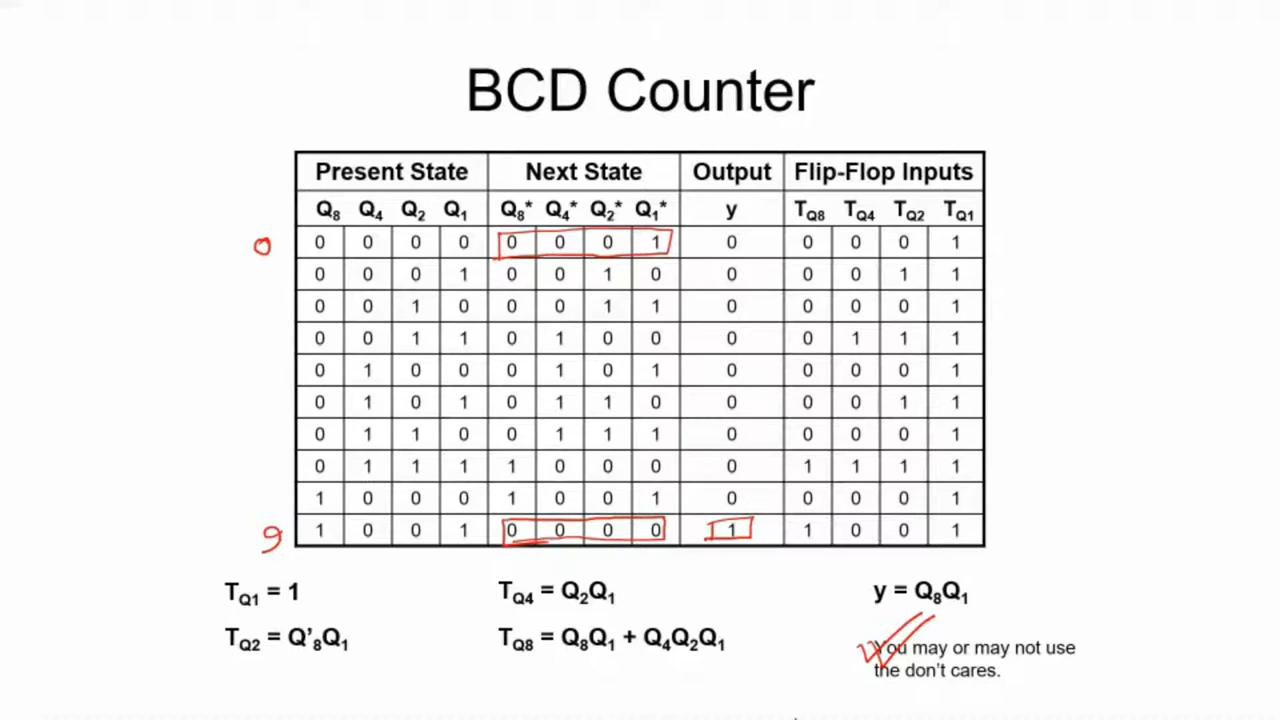 BCD Counter
Present State Next State Output Flip-Flop Inputs
Q₈ Q₄ Q₂ Q₁ Q₈* Q₄* Q₂* Q₁* y T_Q8 T_Q4 T_Q2 T_Q1
0 0 0 0 0 0 0 0 1 0 0 0 0 1
0 0 0 1 0 0 1 0 0 0 0 1 1
0 0 1 0 0 0 1 1 0 0 0 0 1
0 0 1 1 0 1 0 0 0 0 1 1 1
0 1 0 0 0 1 0 1 0 0 0 0 1
0 1 0 1 0 1 1 0 0 0 0 1 1
0 1 1 0 0 1 1 1 0 0 0 0 1
0 1 1 1 1 0 0 0 0 1 1 1 1
1 0 0 0 1 0 0 1 0 0 0 0 1
9 1 0 0 1 0 0 0 0 1 1 0 0 1
T_Q1 = 1 T_Q4 = Q₂Q₁ y = Q₈Q₁
T_Q2 = Q'₈Q₁ T_Q8 = Q₈Q₁ + Q₄Q₂Q₁
You may or may not use
the don't cares.